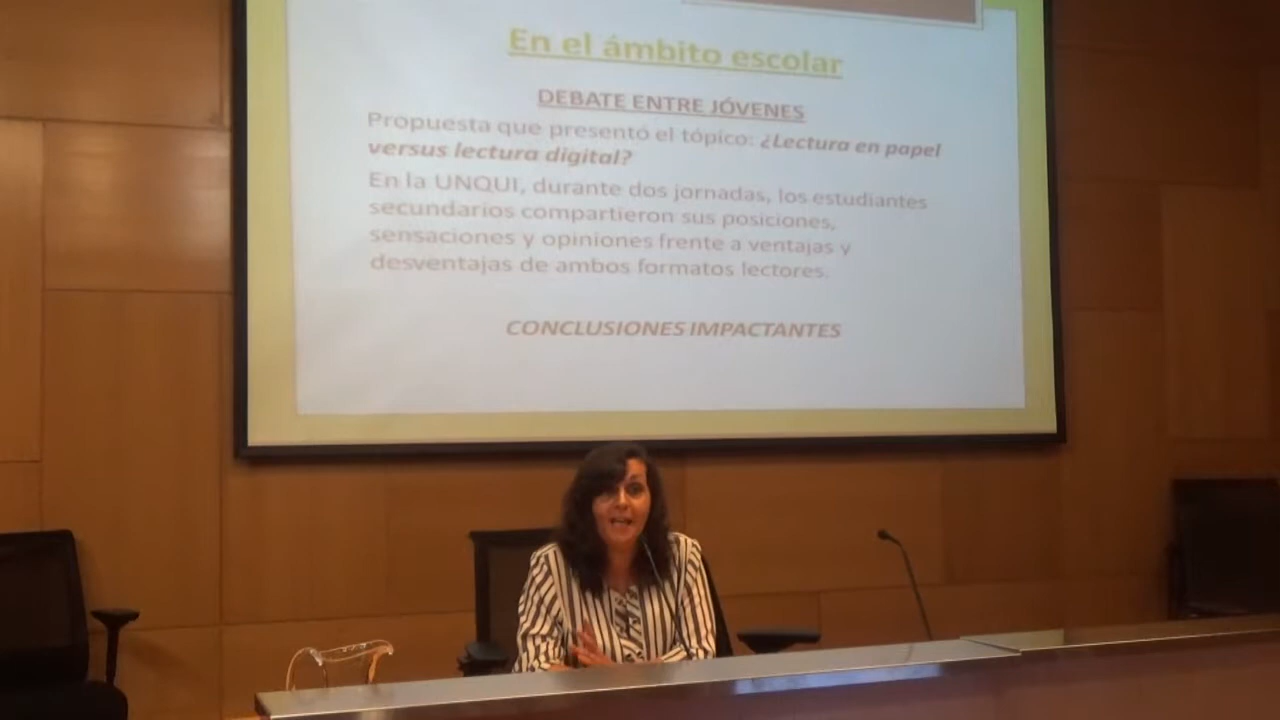 En el ámbito escolar
DEBATE ENTRE JÓVENES
Propuesta que presentó el tópico: ¿Lectura en papel
versus lectura digital?
En la UNQUI, durante dos jornadas, los estudiantes
secundarios compartieron sus posiciones,
sensaciones y opiniones frente a ventajas y
desventajas de ambos formatos lectores.
CONCLUSIONES IMPACTANTES